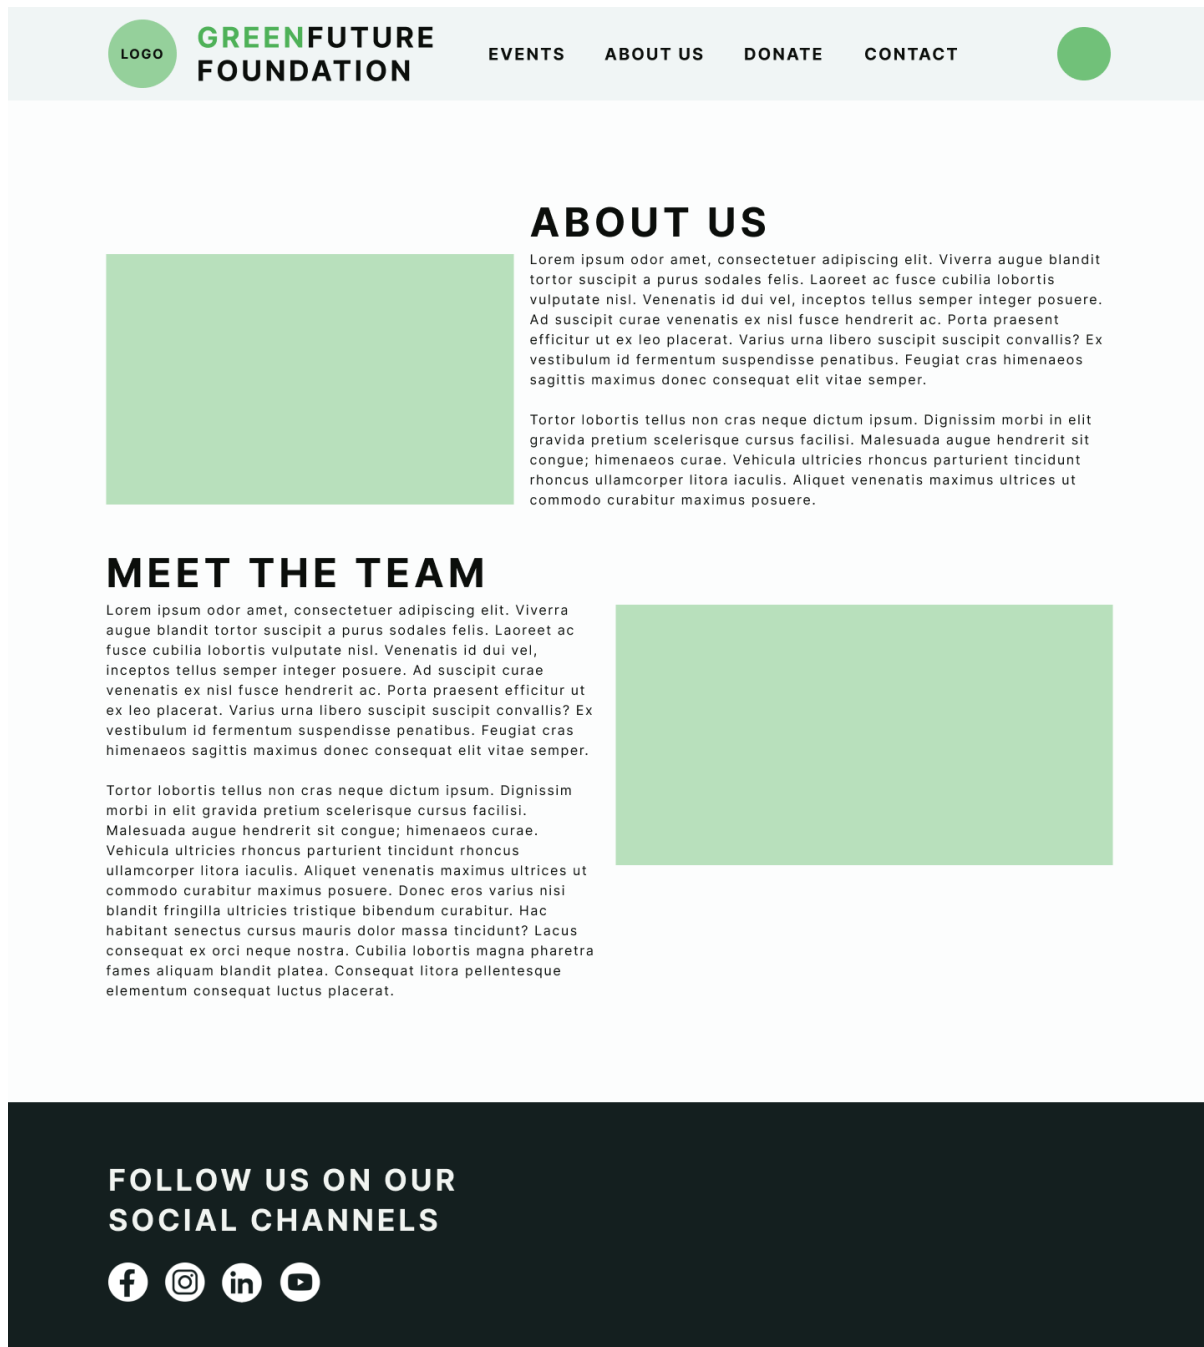 LOGO
GREENFUTURE
FOUNDATION
EVENTS
ABOUT US
DONATE
CONTACT
ABOUT US
Lorem ipsum odor amet, consectetuer adipiscing elit. Viverra augue blandit
tortor suscipit a purus sodales felis. Laoreet ac fusce cubilia lobortis
vulputate nisl. Venenatis id dui vel, inceptos tellus semper integer posuere.
Ad suscipit curae venenatis ex nisl fusce hendrerit ac. Porta praesent
efficitur ut ex leo placerat. Varius urna libero suscipit suscipit convallis? Ex
vestibulum id fermentum suspendisse penatibus. Feugiat cras himenaeos
sagittis maximus donec consequat elit vitae semper.
Tortor lobortis tellus non cras neque dictum ipsum. Dignissim morbi in elit
gravida pretium scelerisque cursus facilisi. Malesuada augue hendrerit sit
congue; himenaeos curae. Vehicula ultricies rhoncus parturient tincidunt
rhoncus ullamcorper litora iaculis. Aliquet venenatis maximus ultrices ut
commodo curabitur maximus posuere.
MEET THE TEAM
Lorem ipsum odor amet, consectetuer adipiscing elit. Viverra
augue blandit tortor suscipit a purus sodales felis. Laoreet ac
fusce cubilia lobortis vulputate nisl. Venenatis id dui vel,
inceptos tellus semper integer posuere. Ad suscipit curae
venenatis ex nisl fusce hendrerit ac. Porta praesent efficitur ut
ex leo placerat. Varius urna libero suscipit suscipit convallis? Ex
vestibulum id fermentum suspendisse penatibus. Feugiat cras
himenaeos sagittis maximus donec consequat elit vitae semper.
Tortor lobortis tellus non cras neque dictum ipsum. Dignissim
morbi in elit gravida pretium scelerisque cursus facilisi.
Malesuada augue hendrerit sit congue; himenaeos curae.
Vehicula ultricies rhoncus parturient tincidunt rhoncus
ullamcorper litora iaculis. Aliquet venenatis maximus ultrices ut
commodo curabitur maximus posuere. Donec eros varius nisi
blandit fringilla ultricies tristique bibendum curabitur. Hac
habitant senectus cursus mauris dolor massa tincidunt? Lacus
consequat ex orci neque nostra. Cubilia lobortis magna pharetra
fames aliquam blandit platea. Consequat litora pellentesque
elementum consequat luctus placerat.
FOLLOW US ON OUR
SOCIAL CHANNELS